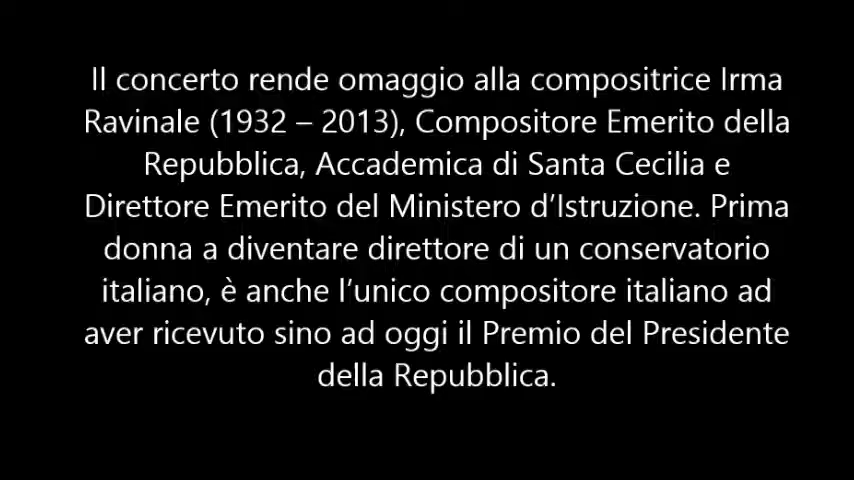 Il concerto rende omaggio alla compositrice Irma
Ravinale (1932 – 2013), Compositore Emerito della
Repubblica, Accademica di Santa Cecilia e
Direttore Emerito del Ministero d’Istruzione. Prima
donna a diventare direttore di un conservatorio
italiano, è anche l’unico compositore italiano ad
aver ricevuto sino ad oggi il Premio del Presidente
della Repubblica.